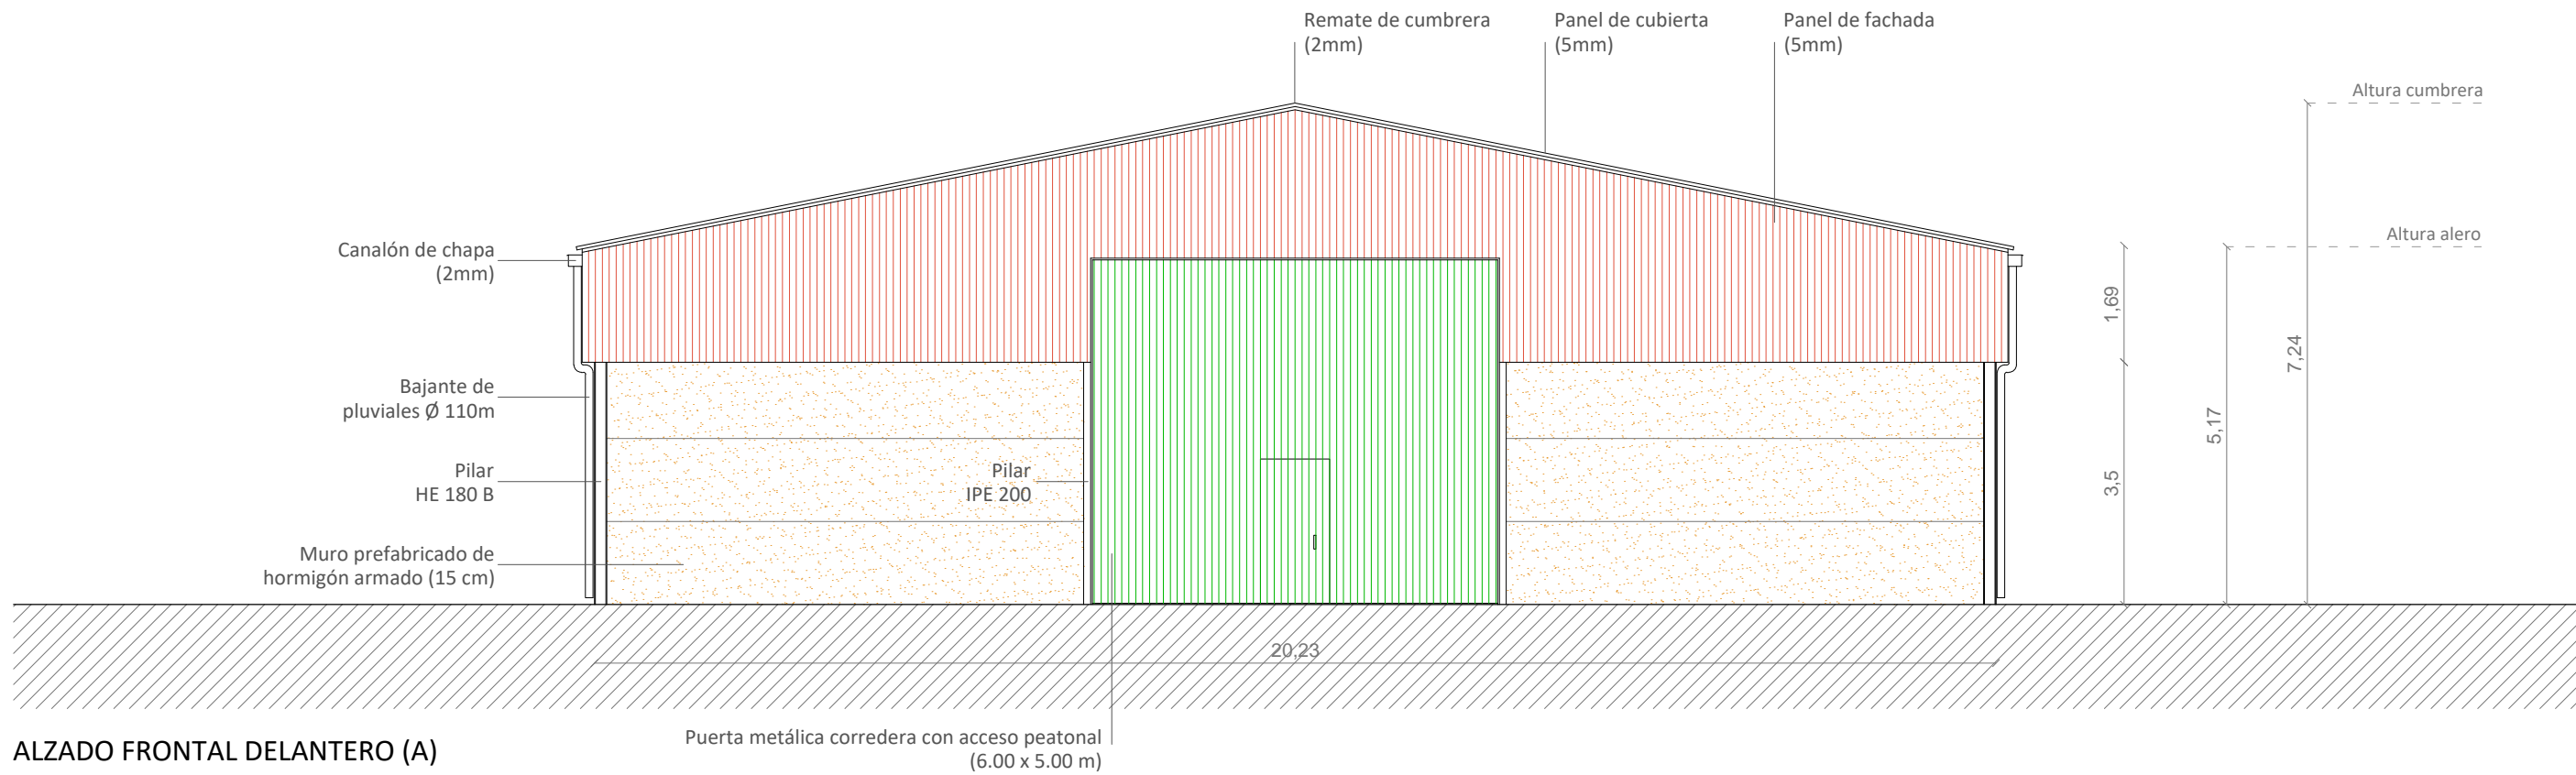 Remate de cumbrera
(2mm)
Panel de cubierta
(5mm)
Panel de fachada
(5mm)
Altura cumbrera
Altura alero
Canalón de chapa
(2mm)
1,69
7,24
Bajante de
pluviales Ø 110m
5,17
Pilar
HE 180 B
Pilar
IPE 200
3,5
Muro prefabricado de
hormigón armado (15 cm)
20,23
Puerta metálica corredera con acceso peatonal
(6.00 x 5.00 m)
ALZADO FRONTAL DELANTERO (A)